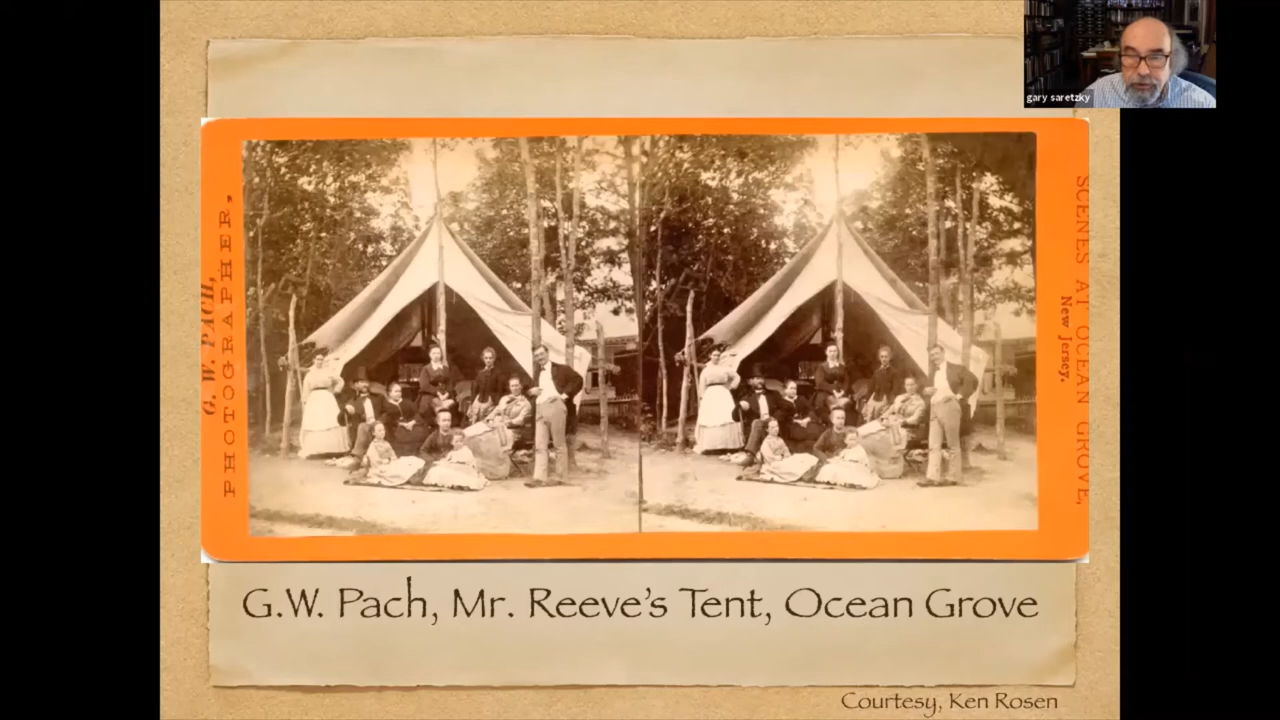 gary saretzky
G. W. PACH,
PHOTOGRAPHER,
SCENES AT OCEAN GROVE,
New Jersey.
G.W. Pach, Mr. Reeve's Tent, Ocean Grove
Courtesy, Ken Rosen